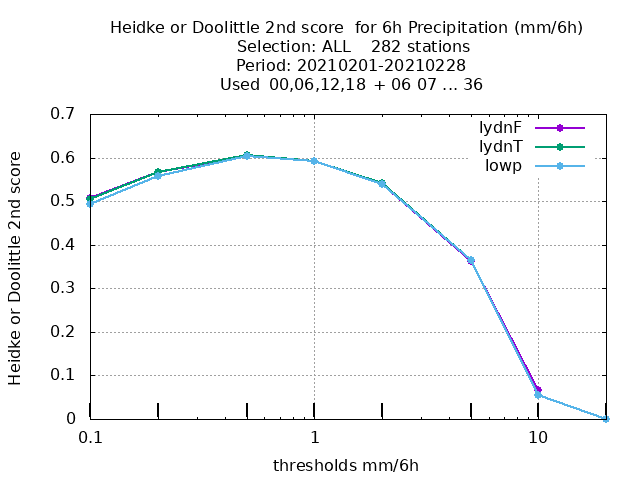 Heidke or Doolittle 2nd score  for 6h Precipitation (mm/6h)
Selection: ALL    282 stations
Period: 20210201-20210228
Used 00,06,12,18 + 06 07 ... 36
lydnF
lydnT
lowp
Heidke or Doolittle 2nd score
0.7
0.6
0.5
0.4
0.3
0.2
0.1
0
0.1 1 10
thresholds mm/6h